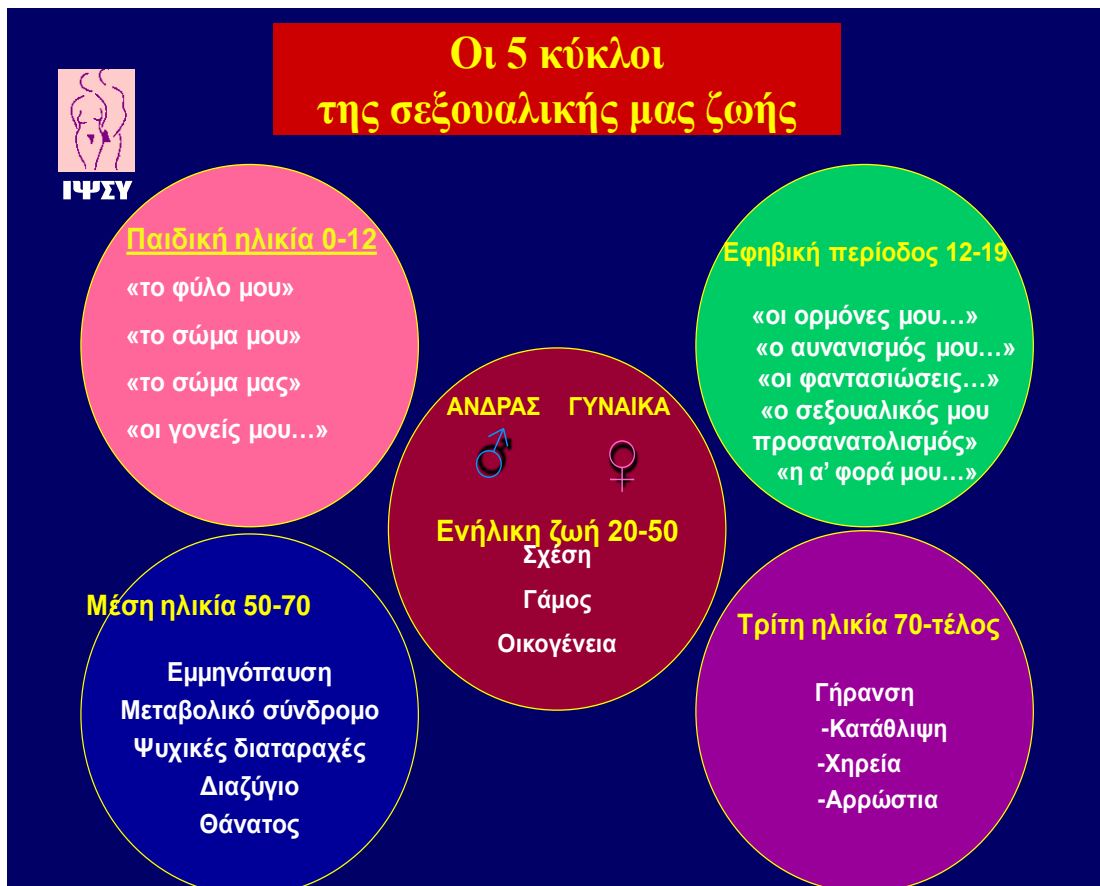 Οι 5 κύκλοι
της σεξουαλικής μας ζωής
ΙΨΣΥ
Παιδική ηλικία 0-12
«το φύλο μου»
«το σώμα μου»
«το σώμα μας»
«οι γονείς μου...»
Εφηβική περίοδος 12-19
«οι ορμόνες μου...»
«ο αυνανισμός μου...»
«οι φαντασιώσεις...»
«ο σεξουαλικός μου
προσανατολισμός»
«η α’ φορά μου...»
ΑΝΔΡΑΣ ΓΥΝΑΙΚΑ
Ενήλικη ζωή 20-50
Σχέση
Γάμος
Οικογένεια
Μέση ηλικία 50-70
Εμμηνόπαυση
Μεταβολικό σύνδρομο
Ψυχικές διαταραχές
Διαζύγιο
Θάνατος
Τρίτη ηλικία 70-τέλος
Γήρανση
-Κατάθλιψη
-Χηρεία
-Αρρώστια